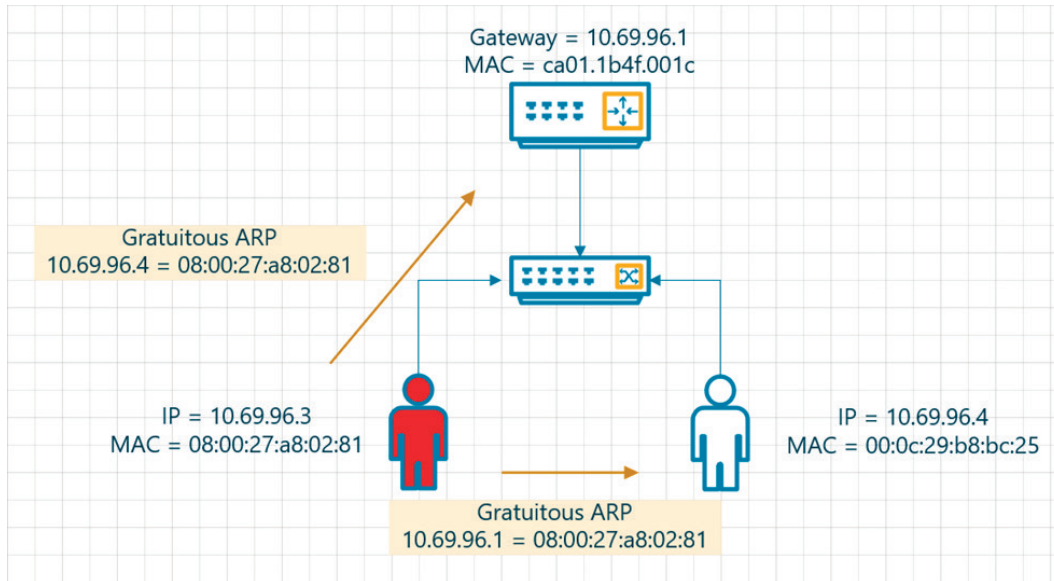 Gateway = 10.69.96.1
MAC = ca01.1b4f.001c
Gratuitous ARP
10.69.96.4 = 08:00:27:a8:02:81
IP = 10.69.96.3
MAC = 08:00:27:a8:02:81
IP = 10.69.96.4
MAC = 00:0c:29:b8:bc:25
Gratuitous ARP
10.69.96.1 = 08:00:27:a8:02:81